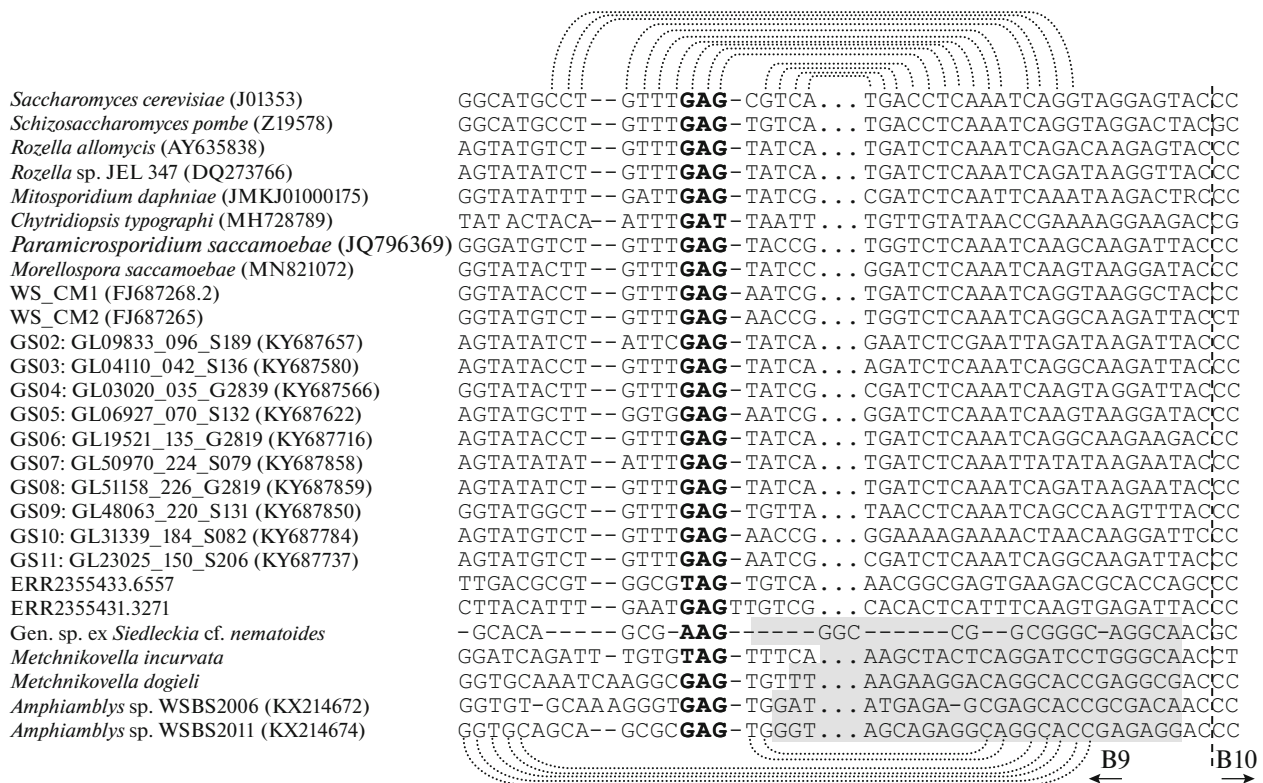 Saccharomyces cerevisiae (J01353) GGCATGCCT--GTTTGAG-CGTCA...TGACCTCAAATCAGGTAGGAGTACCC
Schizosaccharomyces pombe (Z19578) GGCATGCCT--GTTTGAG-TGTCA...TGACCTCAAATCAGGTAGGACTACGC
Rozella allomycis (AY635838) AGTATGTCT--GTTTGAG-TATCA...TGATCTCAAATCAGACAAGAGTACCC
Rozella sp. JEL 347 (DQ273766) AGTATATCT--GTTTGAG-TATCA...TGATCTCAAATCAGATAAGGTTACCC
Mitosporidium daphniae (JMKJ01000175) GGTATATTT--GATTGAG-TATCG...CGATCTCAATTCAAATAAGACTRCCC
Chytridiopsis typographi (MH728789) TATACTACA--ATTTGAT-TAATT...TGTTGTATAACCGAAAAGGAAGACCG
Paramicrosporidium saccamoebae (JQ796369) GGGATGTCT--GTTTGAG-TACCG...TGGTCTCAAATCAGCAAGATTACCC
Morellospora saccamoebae (MN821072) GGTATACTT--GTTTGAG-TATCC...GGATCTCAAATCAAGTAAGGATACCC
WS_CM1 (FJ687268.2) GGTATACCT--GTTTGAG-AATCG...TGATCTCAAATCAGGTAAGGCTACCC
WS_CM2 (FJ687265) GGTATGTCT--GTTTGAG-AACCG...TGGTCTCAAATCAGGCAAGATTACCT
GS02: GL09833_096_S189 (KY687657) AGTATATCT--ATTCGAG-TATCA...GAATCTCGAATTAGATAAGATTACCC
GS03: GL04110_042_S136 (KY687580) AGTATACCT--GTTTGAG-TATCA...AGATCTCAAATCAGGCAAGATTACCC
GS04: GL03020_035_G2839 (KY687566) GGTATACTT--GTTTGAG-TATCG...CGATCTCAAATCAAGTAGGATTACCC
GS05: GL06927_070_S132 (KY687622) AGTATGCTT--GGTGGAG-AATCG...GGATCTCAAATCAAGTAAGGATACCC
GS06: GL19521_135_G2819 (KY687716) AGTATACCT--GTTTGAG-TATCA...TGATCTCAAATCAGGCAAGAAGACCC
GS07: GL50970_224_S079 (KY687858) AGTATATAT--ATTTGAG-TATCA...TGATCTCAAATTATATAAGAATACCC
GS08: GL51158_226_G2819 (KY687859) AGTATATCT--GTTTGAG-TATCA...TGATCTCAAATCAGATAAGAATACCC
GS09: GL48063_220_S131 (KY687850) GGTATGGCT--GTTTGAG-TGTTA...TAACCTCAAATCAGCCAAGTTTACCC
GS10: GL31339_184_S082 (KY687784) AGTATGTCT--GTTTGAG-AACCG...GGAAAAGAAAACTAACAAGGATTCCC
GS11: GL23025_150_S206 (KY687737) AGTATGTCT--GTTTGAG-AATCG...CGATCTCAAATCAGGCAAGATTACCC
ERR2355433.6557 TTGACGCGT--GGCGTAG-TGTCA...AACGGCGAGTGAAGACGCACCAGCCC
ERR2355431.3271 CTTACATTT--GAATGAGTTGTCG...CACACTCATTTCAAGTGAGATTACCC
Gen. sp. ex Siedleckia cf. nematoides -GCACA-----GCG-AAG------GGC------CG--GCGGGC-AGGCAACGC
Metchnikovella incurvata GGATCAGATT-TGTGTAG-TTTCA...AAGCTACTCAGGATCCTGGGCAACCT
Metchnikovella dogieli GGTGCAAATCAAGGCGAG-TGTTT...AAGAAGGACAGGCACCGAGGCGACCC
Amphiamblys sp. WSBS2006 (KX214672) GGTGT-GCAAAGGGTGAG-TGGAT...ATGAGA-GCGAGCACCGCGACAACCC
Amphiamblys sp. WSBS2011 (KX214674) GGTGCAGCA--GCGCGAG-TGGGT...AGCAGAGGCAGGCACCGAGAGGACCC
B9 B10